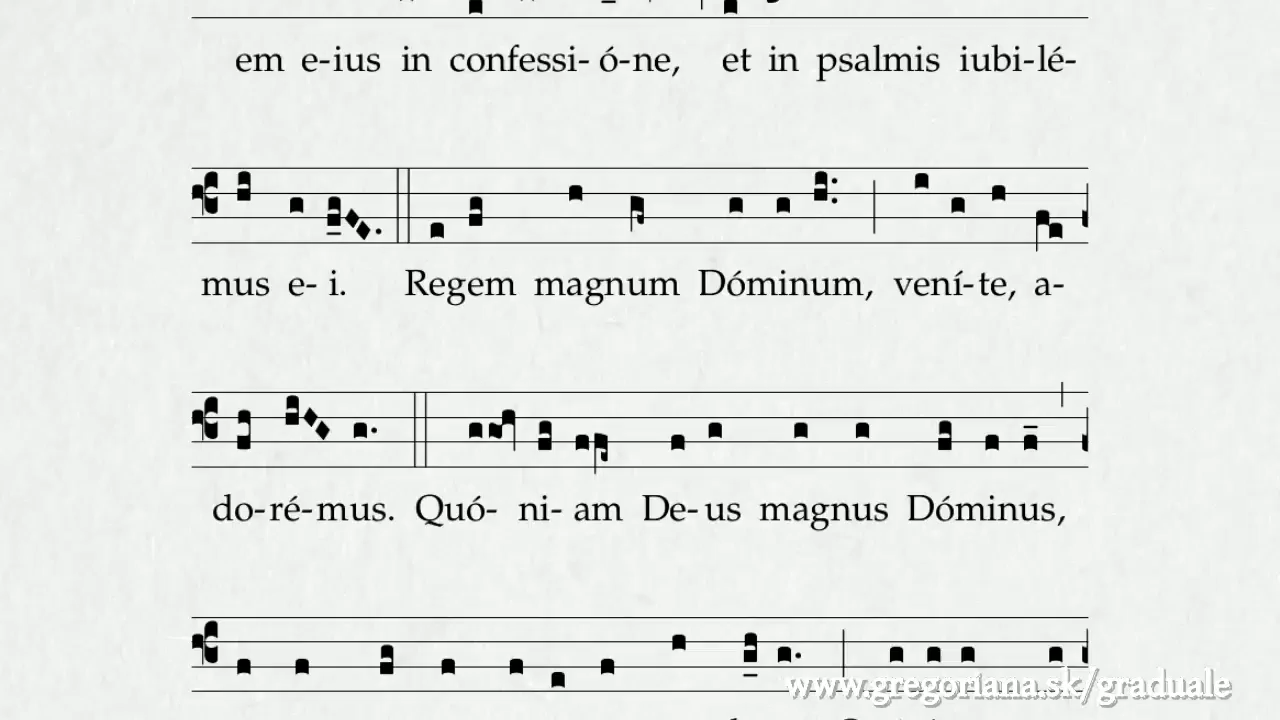 em e-ius in confessi-ó-ne, et in psalmis iubi-lé-
mus e-i. Regem magnum Dóminum, vení-te, a-
do-ré-mus. Quó- ni- am De-us magnus Dóminus,
www.gregoriana.sk/graduale